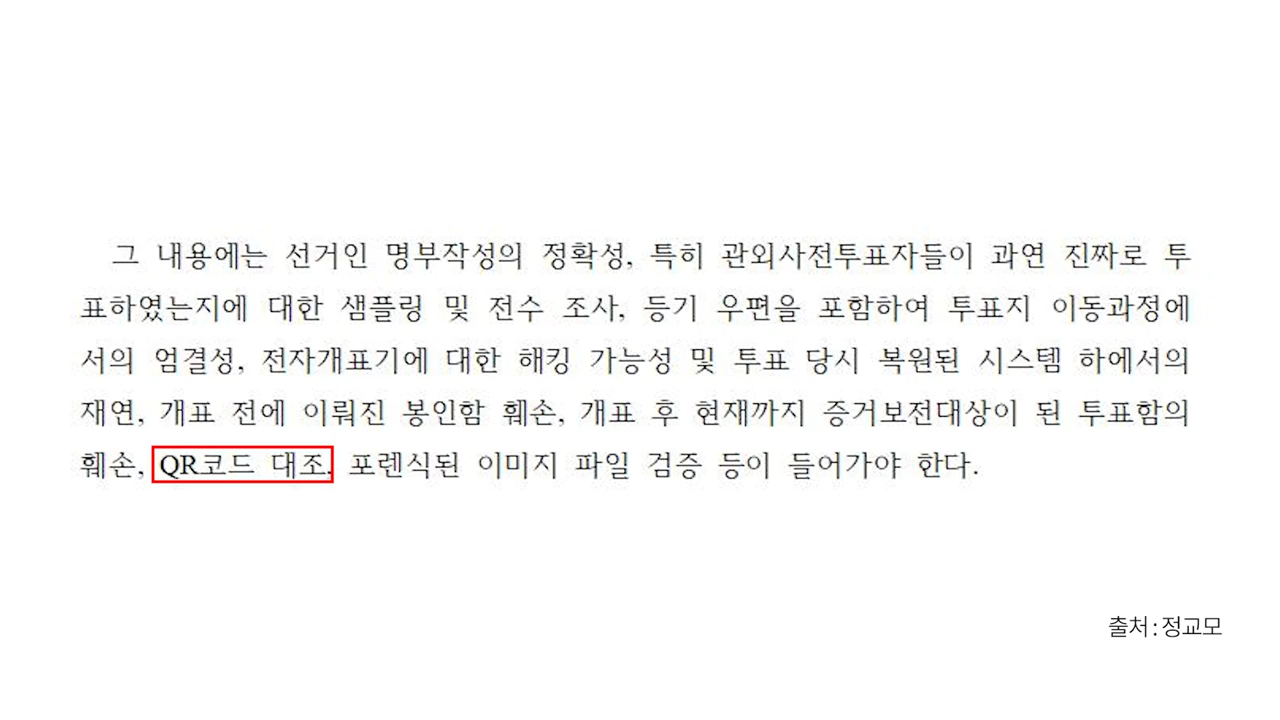 그 내용에는 선거인 명부작성의 정확성, 특히 관외사전투표자들이 과연 진짜로 투
표하였는지에 대한 샘플링 및 전수 조사, 등기 우편을 포함하여 투표지 이동과정에
서의 엄결성, 전자개표기에 대한 해킹 가능성 및 투표 당시 복원된 시스템 하에서의
재연, 개표 전에 이뤄진 봉인함 훼손, 개표 후 현재까지 증거보전대상이 된 투표함의
훼손, QR코드 대조, 포렌식된 이미지 파일 검증 등이 들어가야 한다.
출처 : 정교모